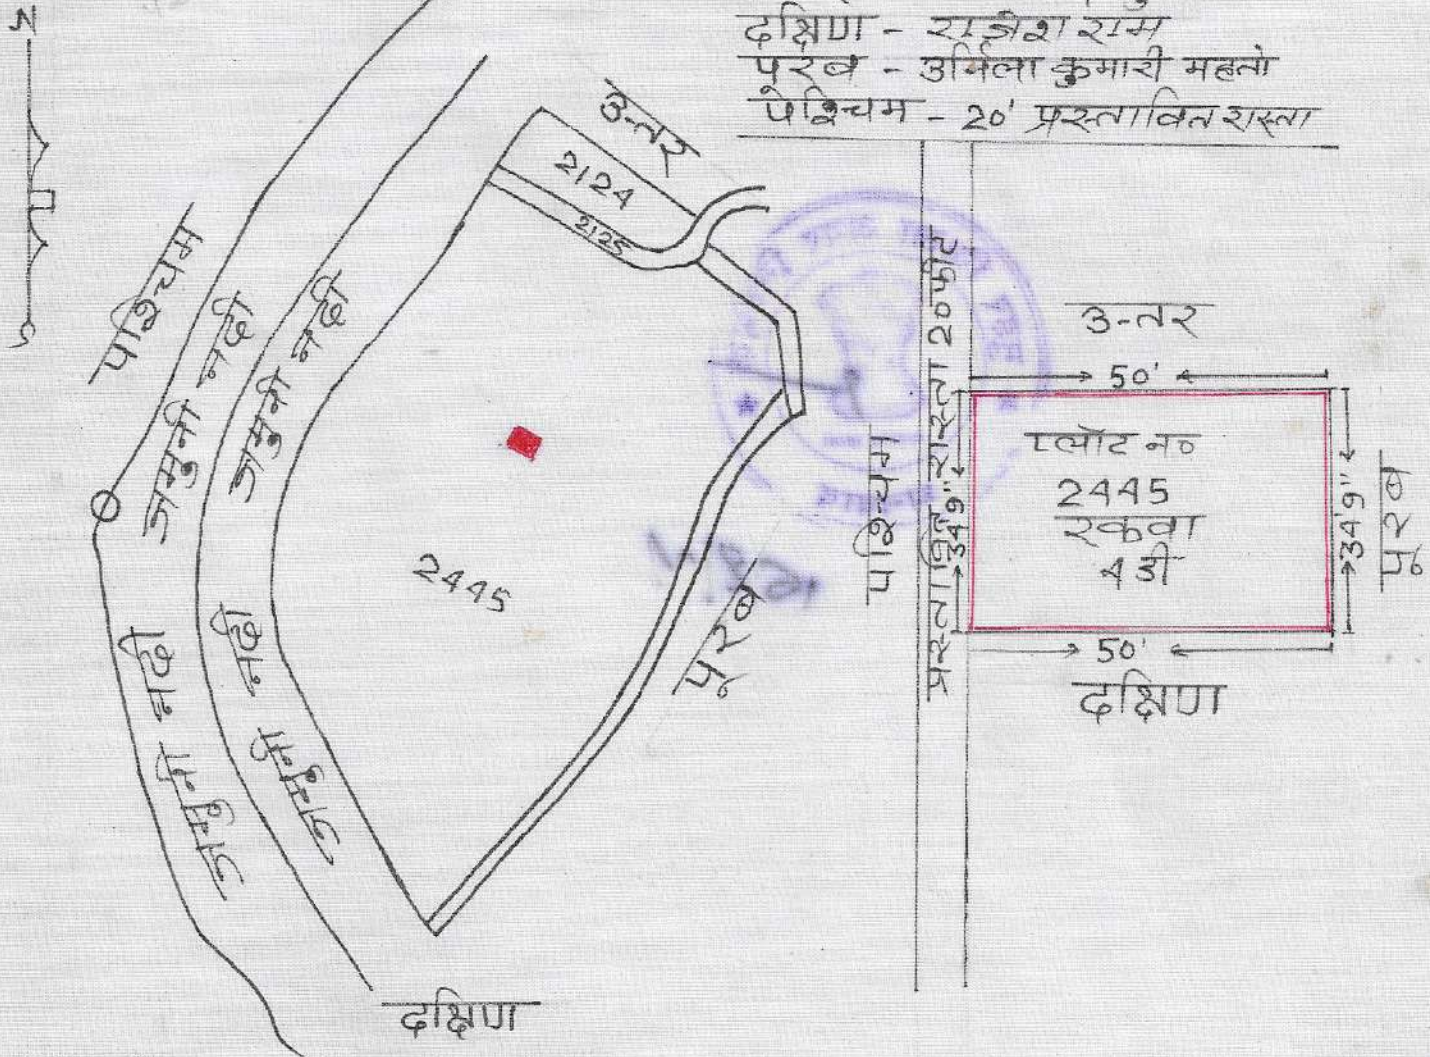 N
दक्षिण - राजेश राम
पूरब - उर्मिला कुमारी महतो
पश्चिम - 20' प्रस्तावित रास्ता
उत्तर
2124
2125
पश्चिम
जमुनी नदी
जमुनी नदी
2445
जमुनी नदी
जमुनी नदी
पूरब
दक्षिण
प्रस्तावित रास्ता 20 फीट
पश्चिम
उत्तर
50'
प्लॉट न०
2445
रकवा
4 डी
34'9"
34'9"
पूरब
50'
दक्षिण
S